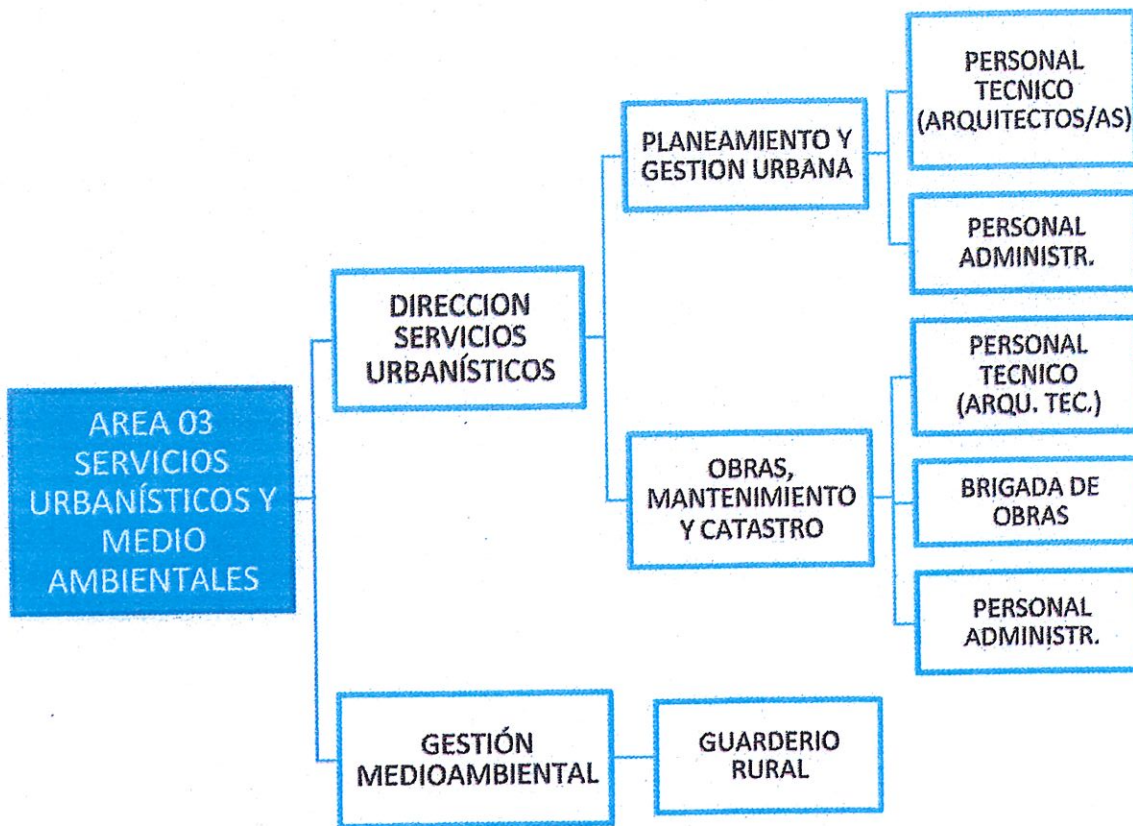 AREA 03
SERVICIOS
URBANÍSTICOS Y
MEDIO
AMBIENTALES
DIRECCION
SERVICIOS
URBANÍSTICOS
PLANEAMIENTO Y
GESTION URBANA
PERSONAL
TECNICO
(ARQUITECTOS/AS)
PERSONAL
ADMINISTR.
OBRAS,
MANTENIMIENTO
Y CATASTRO
PERSONAL
TECNICO
(ARQU. TEC.)
BRIGADA DE
OBRAS
PERSONAL
ADMINISTR.
GESTIÓN
MEDIOAMBIENTAL
GUARDERIO
RURAL